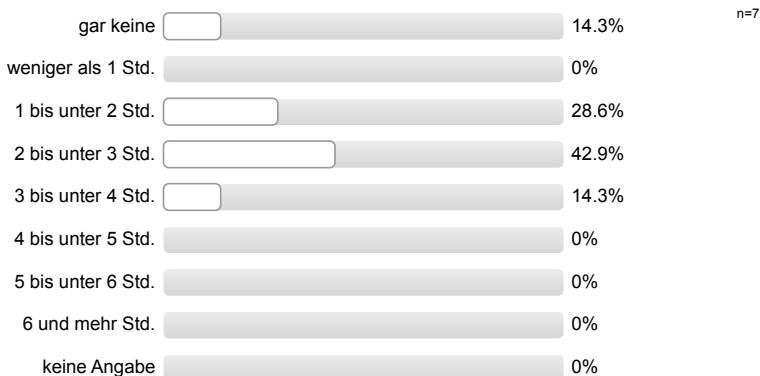 n=7
gar keine 14.3%
weniger als 1 Std. 0%
1 bis unter 2 Std. 28.6%
2 bis unter 3 Std. 42.9%
3 bis unter 4 Std. 14.3%
4 bis unter 5 Std. 0%
5 bis unter 6 Std. 0%
6 und mehr Std. 0%
keine Angabe 0%